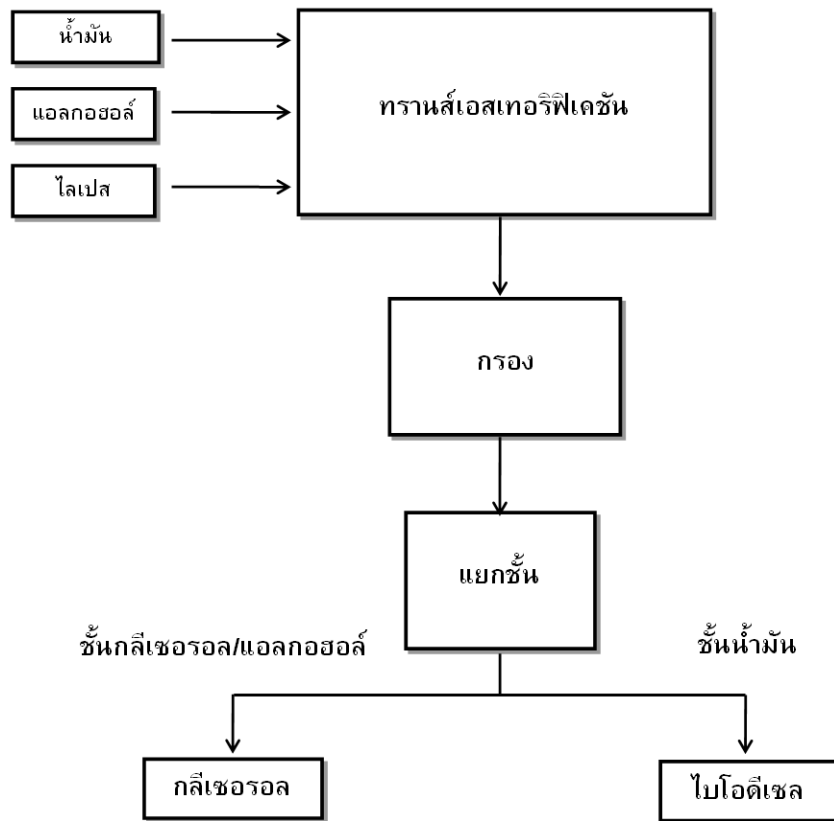 น้ำมัน
แอลกอฮอล์
ไลเปส
ทรานส์เอสเทอริฟิเคชัน
กรอง
แยกชั้น
ชั้นกลีเซอรอล/แอลกอฮอล์
ชั้นน้ำมัน
กลีเซอรอล
ไบโอดีเซล